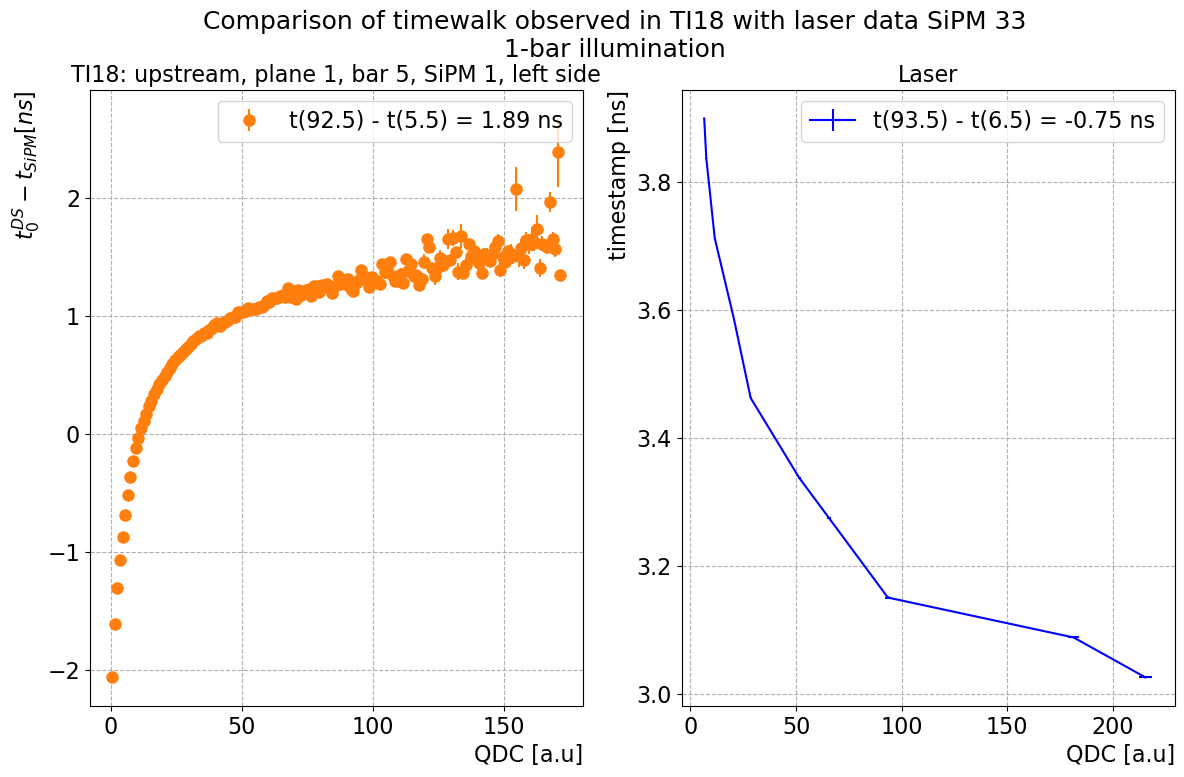 Comparison of timewalk observed in TI18 with laser data SiPM 33
1-bar illumination
TI18: upstream, plane 1, bar 5, SiPM 1, left side
t(92.5) - t(5.5) = 1.89 ns
t_0^{DS} − t_{SiPM}[ns]
2
1
0
−1
−2
0
50
100
150
QDC [a.u]
Laser
t(93.5) - t(6.5) = -0.75 ns
timestamp [ns]
3.8
3.6
3.4
3.2
3.0
0
50
100
150
200
QDC [a.u]